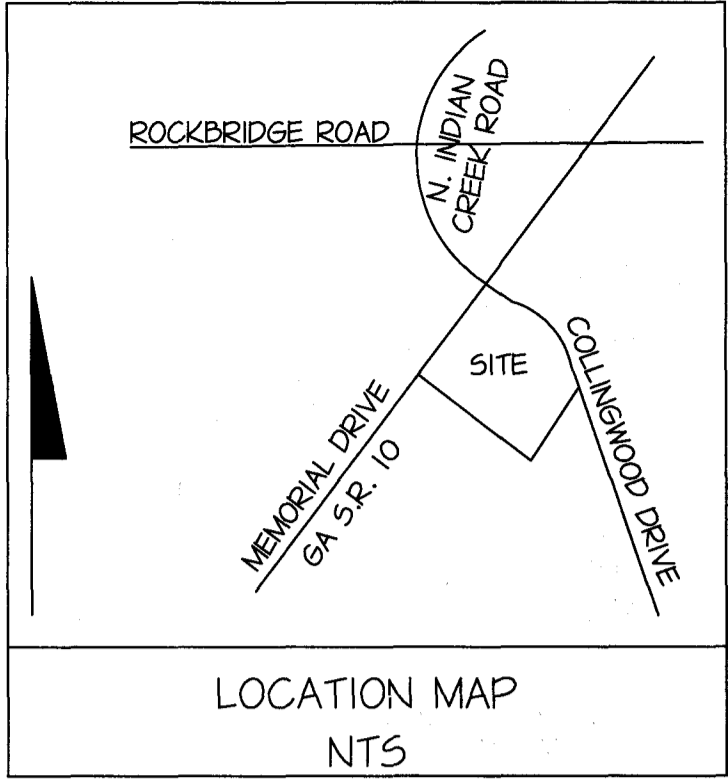 ROCKBRIDGE ROAD
N. INDIAN
CREEK ROAD
SITE
COLLINGWOOD DRIVE
MEMORIAL DRIVE
GA S.R. 10
LOCATION MAP
NTS